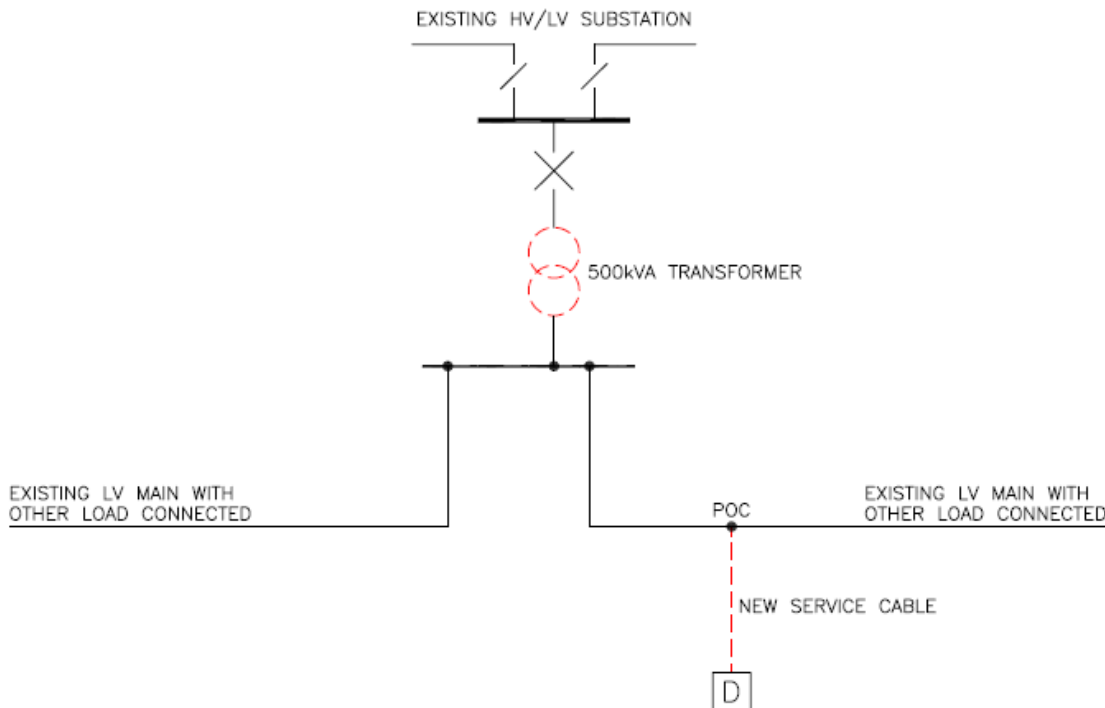 EXISTING HV/LV SUBSTATION
500kVA TRANSFORMER
EXISTING LV MAIN WITH
OTHER LOAD CONNECTED
POC
EXISTING LV MAIN WITH
OTHER LOAD CONNECTED
NEW SERVICE CABLE
D